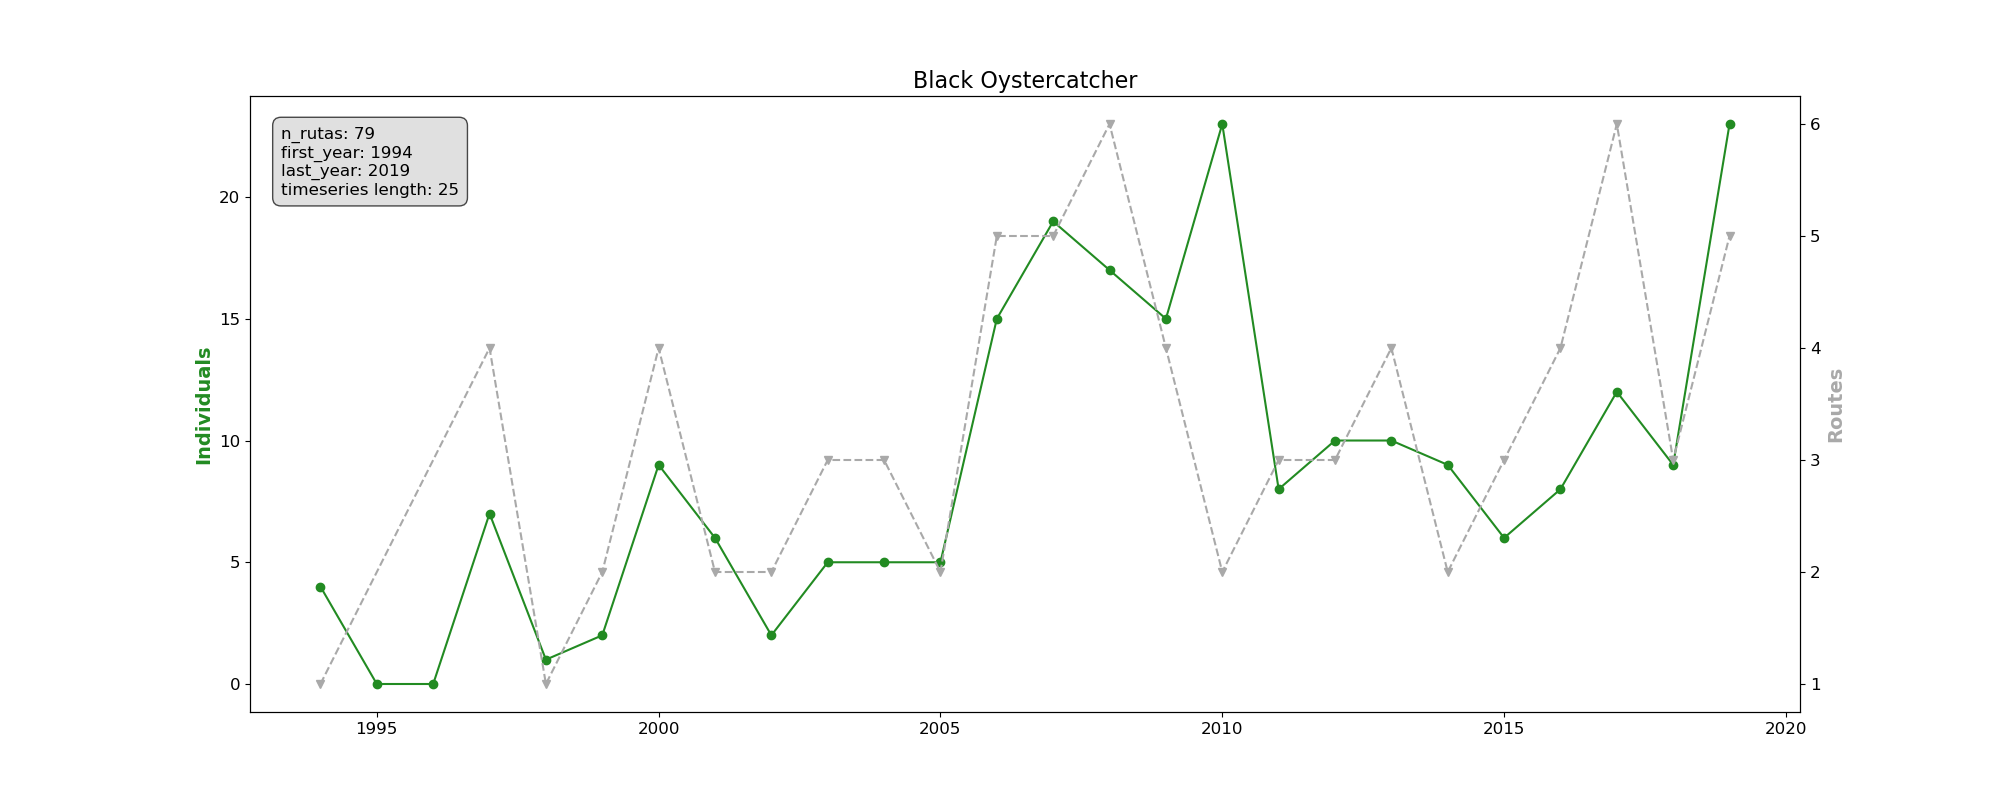 Black Oystercatcher
n_rutas: 79
first_year: 1994
last_year: 2019
timeseries length: 25
20
15
10
5
0
Individuals
6
5
4
3
2
1
Routes
1995 2000 2005 2010 2015 2020